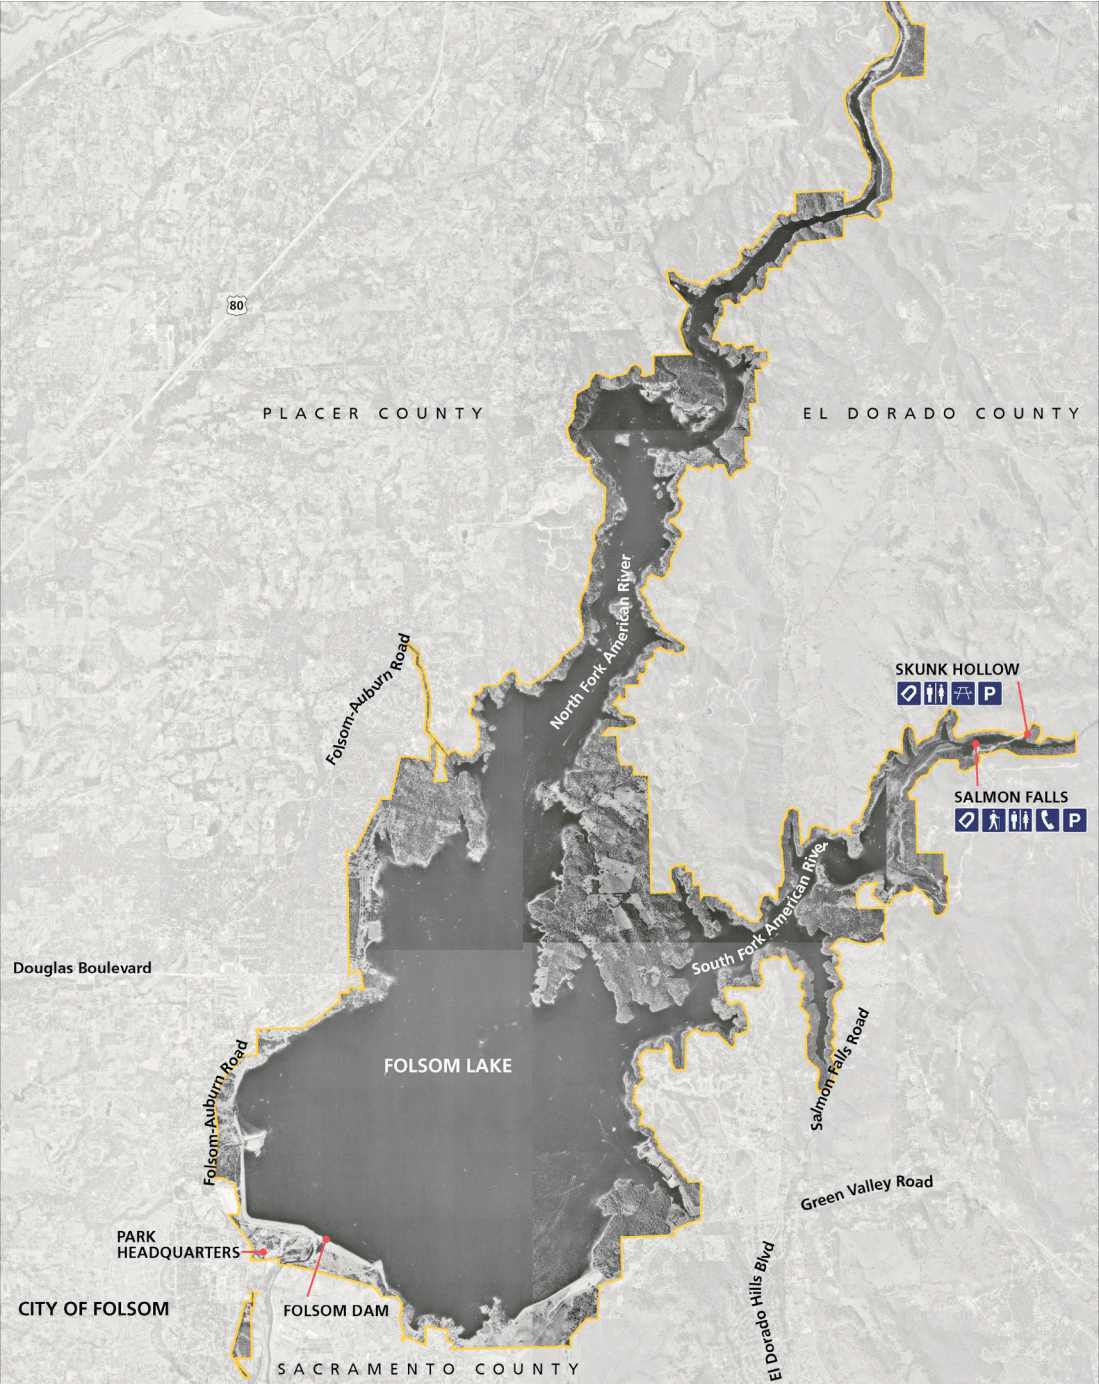 80
PLACER COUNTY
EL DORADO COUNTY
North Fork American River
Folsom-Auburn Road
SKUNK HOLLOW
P
SALMON FALLS
P
South Fork American River
Douglas Boulevard
FOLSOM LAKE
Salmon Falls Road
Folsom-Auburn Road
Green Valley Road
PARK
HEADQUARTERS
El Dorado Hills Blvd
CITY OF FOLSOM
FOLSOM DAM
SACRAMENTO COUNTY